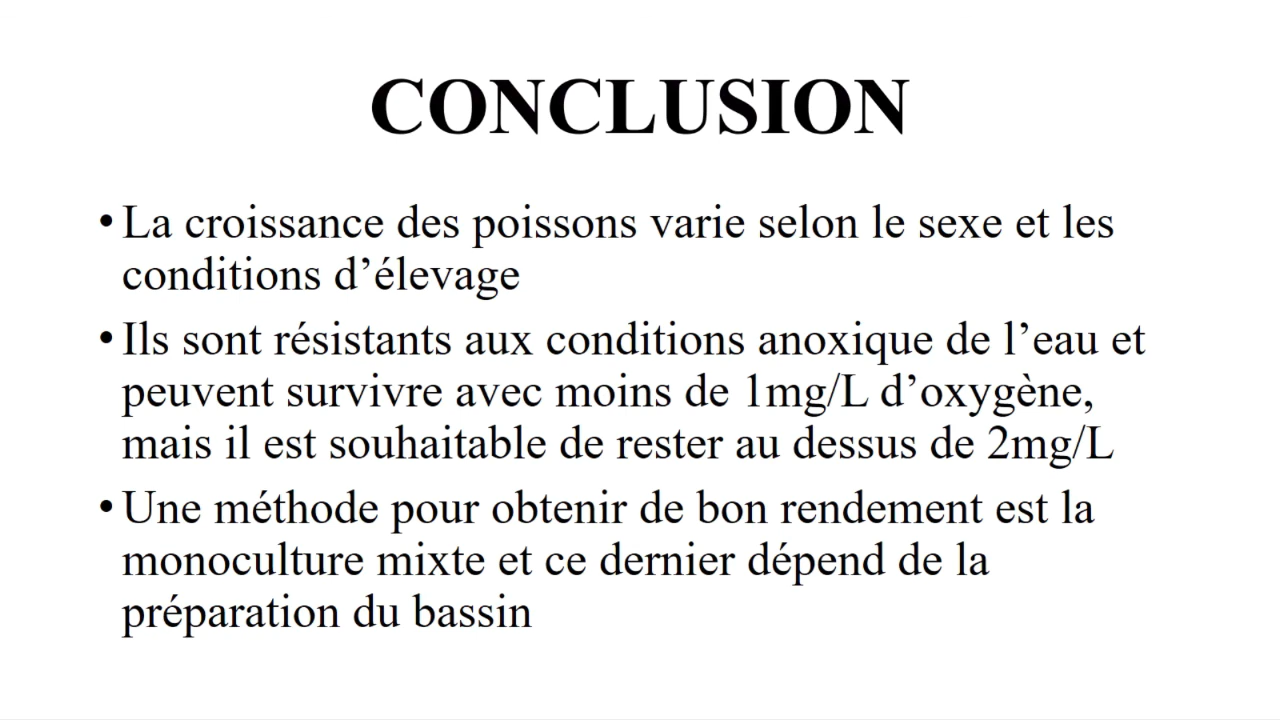 CONCLUSION
• La croissance des poissons varie selon le sexe et les
conditions d’élevage
• Ils sont résistants aux conditions anoxique de l’eau et
peuvent survivre avec moins de 1mg/L d’oxygène,
mais il est souhaitable de rester au dessus de 2mg/L
• Une méthode pour obtenir de bon rendement est la
monoculture mixte et ce dernier dépend de la
préparation du bassin